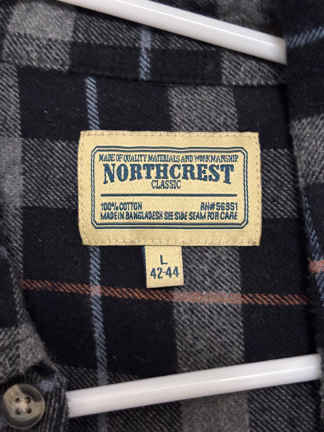 MADE OF QUALITY MATERIALS AND WORKMANSHIP
NORTHCREST
CLASSIC
100% COTTON RN#56351
MADE IN BANGLADESH SEE SIDE SEAM FOR CARE
L
42-44